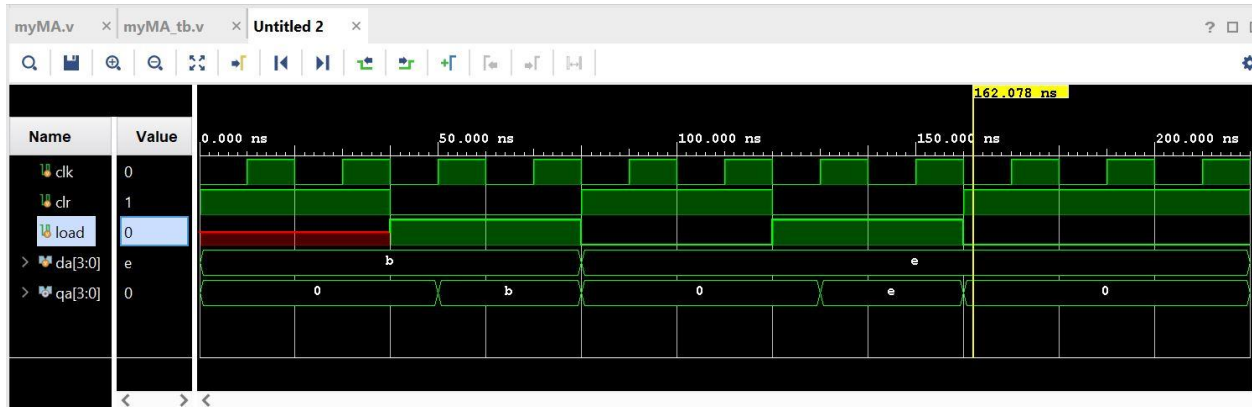 myMA.v × myMA_tb.v × Untitled 2 ×
162.078 ns
Name Value 0.000 ns 50.000 ns 100.000 ns 150.000 ns 200.000 ns
clk 0
clr 1
load 0
da[3:0] e b e
qa[3:0] 0 0 b 0 e 0